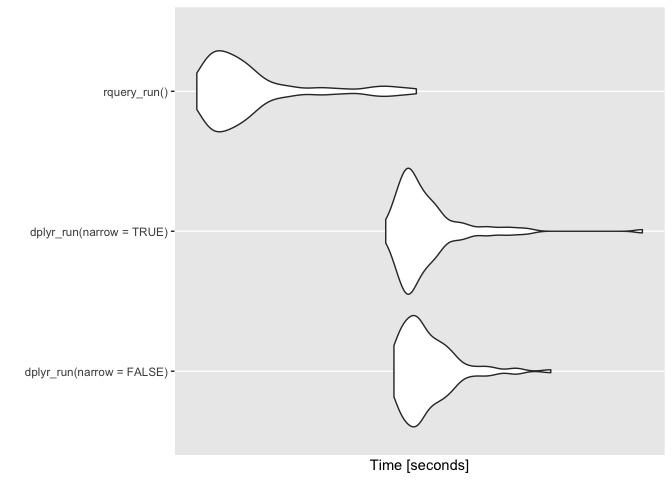 rquery_run()
dplyr_run(narrow = TRUE)
dplyr_run(narrow = FALSE)
Time [seconds]